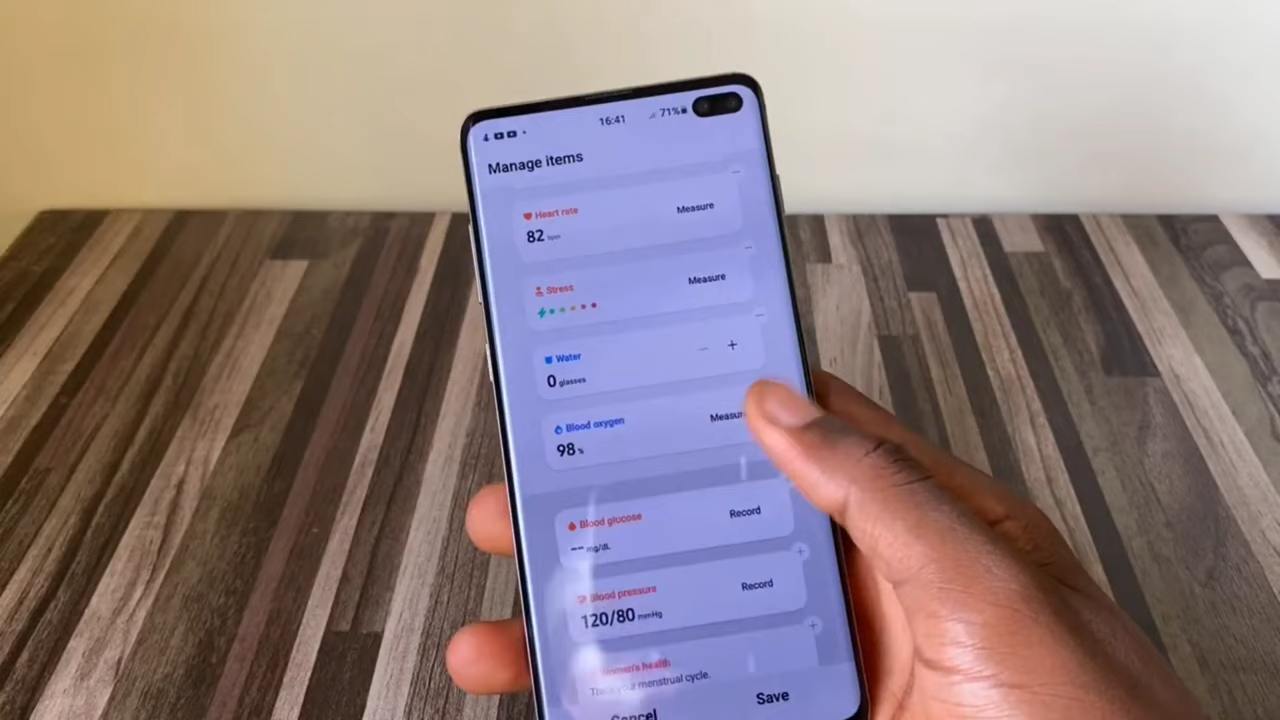 16:41
71%
Manage items
Heart rate
Measure
82 bpm
Stress
Measure
Water
0 glasses
Blood oxygen
Measure
98 %
Blood glucose
Record
-- mg/dL
Blood pressure
Record
120/80 mmHg
Women's health
Track your menstrual cycle.
Cancel
Save